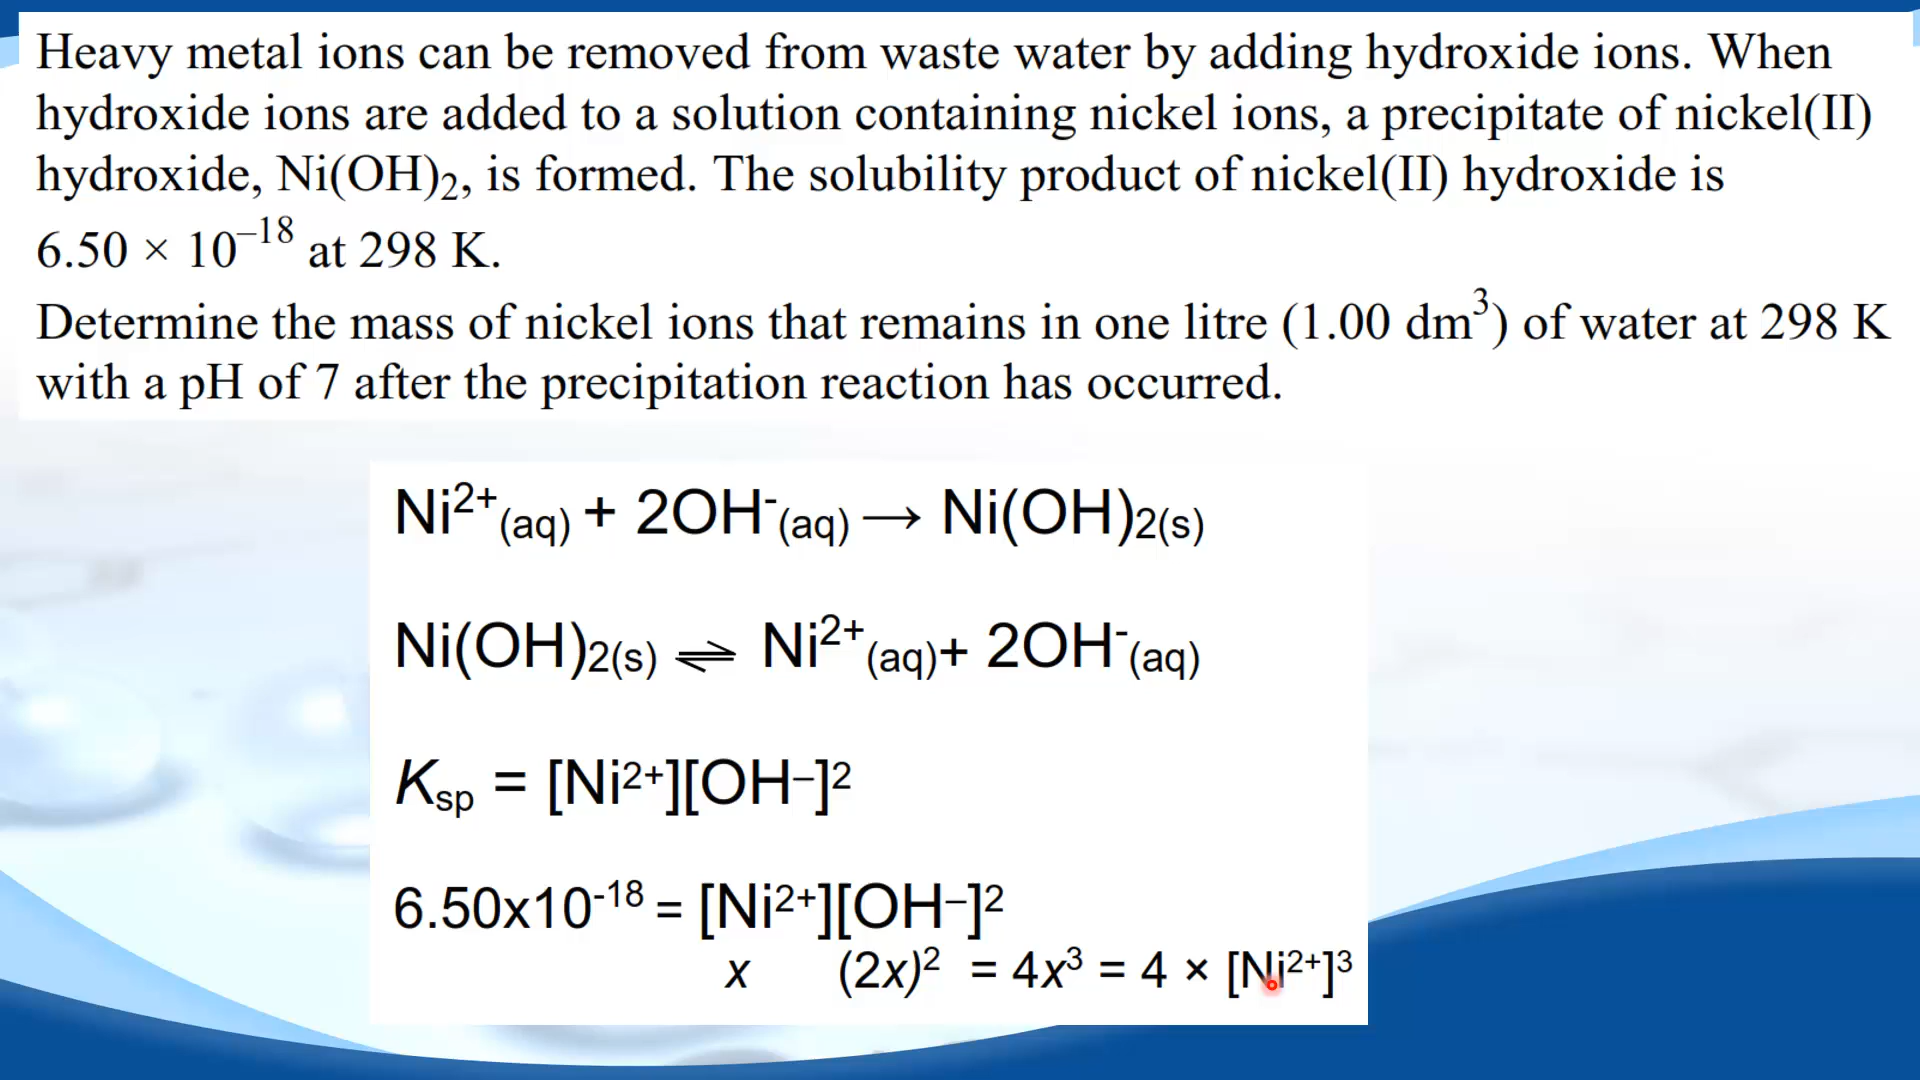 Heavy metal ions can be removed from waste water by adding hydroxide ions. When
hydroxide ions are added to a solution containing nickel ions, a precipitate of nickel(II)
hydroxide, Ni(OH)₂, is formed. The solubility product of nickel(II) hydroxide is
6.50 × 10⁻¹⁸ at 298 K.
Determine the mass of nickel ions that remains in one litre (1.00 dm³) of water at 298 K
with a pH of 7 after the precipitation reaction has occurred.
Ni²⁺(aq) + 2OH⁻(aq) → Ni(OH)₂(s)
Ni(OH)₂(s) ⇌ Ni²⁺(aq)+ 2OH⁻(aq)
Ksp = [Ni²⁺][OH⁻]²
6.50x10⁻¹⁸ = [Ni²⁺][OH⁻]²
x (2x)² = 4x³ = 4 × [Ni²⁺]³